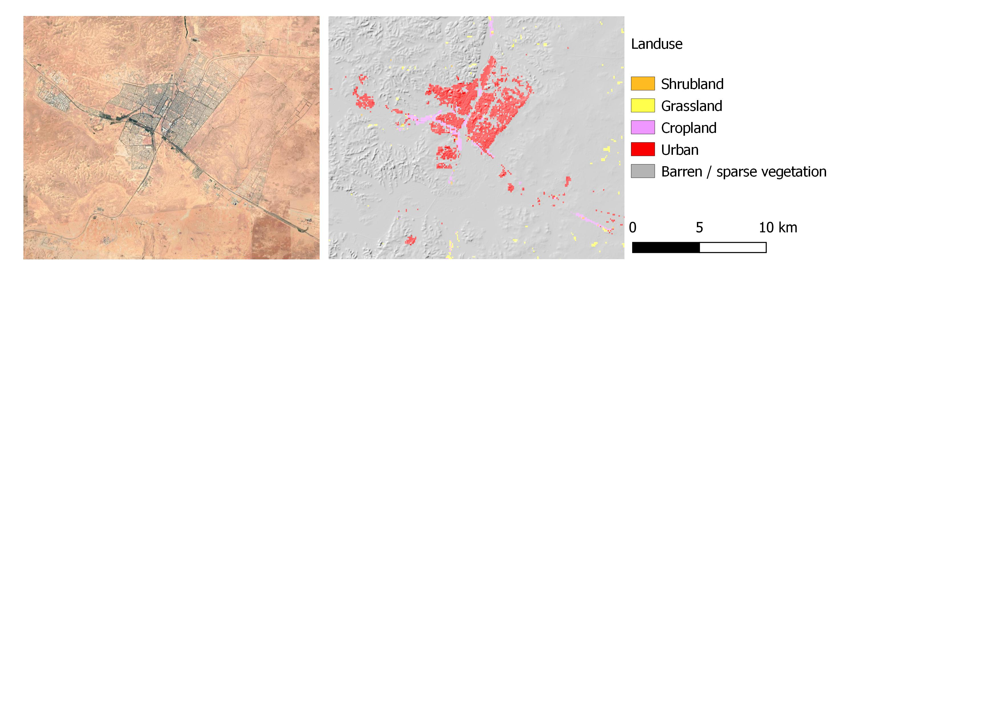 Landuse
Shrubland
Grassland
Cropland
Urban
Barren / sparse vegetation
0 5 10 km